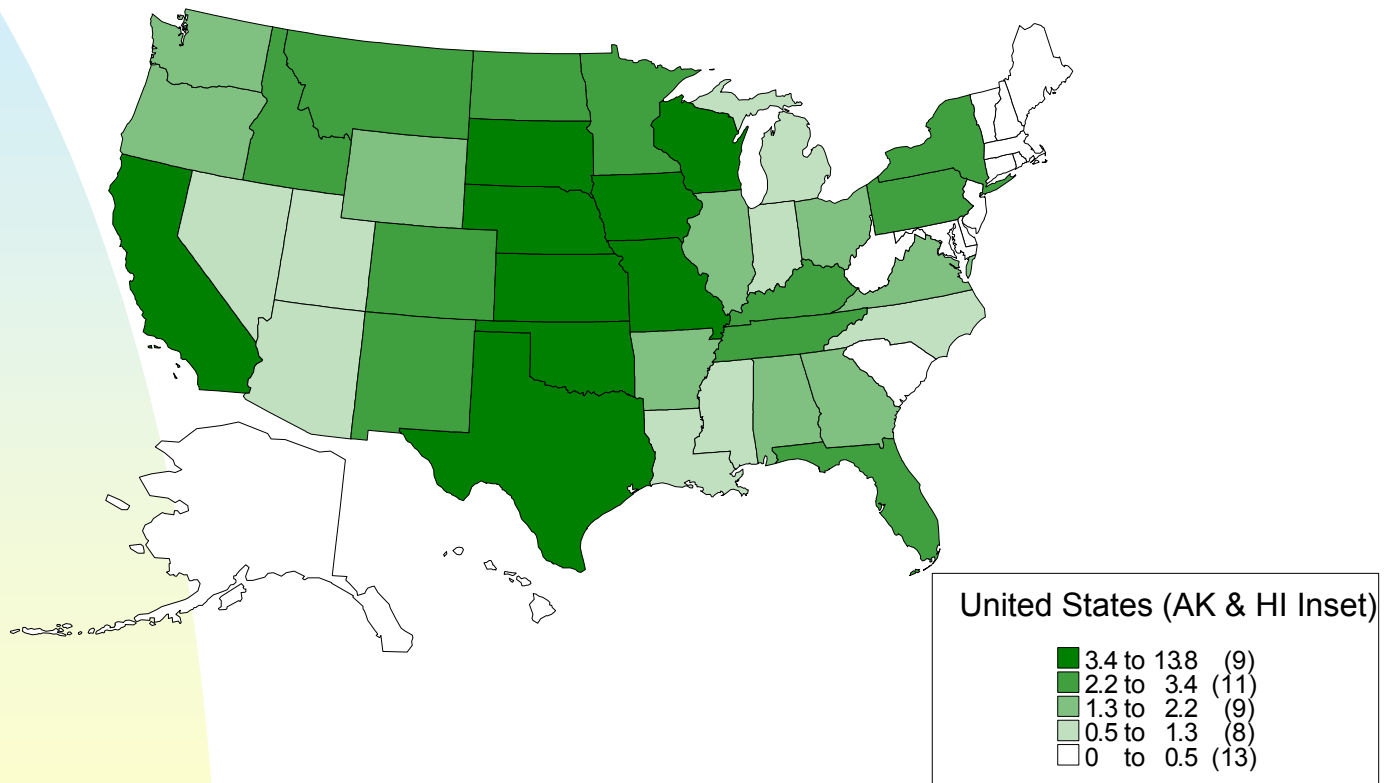 United States (AK & HI Inset)
3.4 to 13.8 (9)
2.2 to 3.4 (11)
1.3 to 2.2 (9)
0.5 to 1.3 (8)
0 to 0.5 (13)